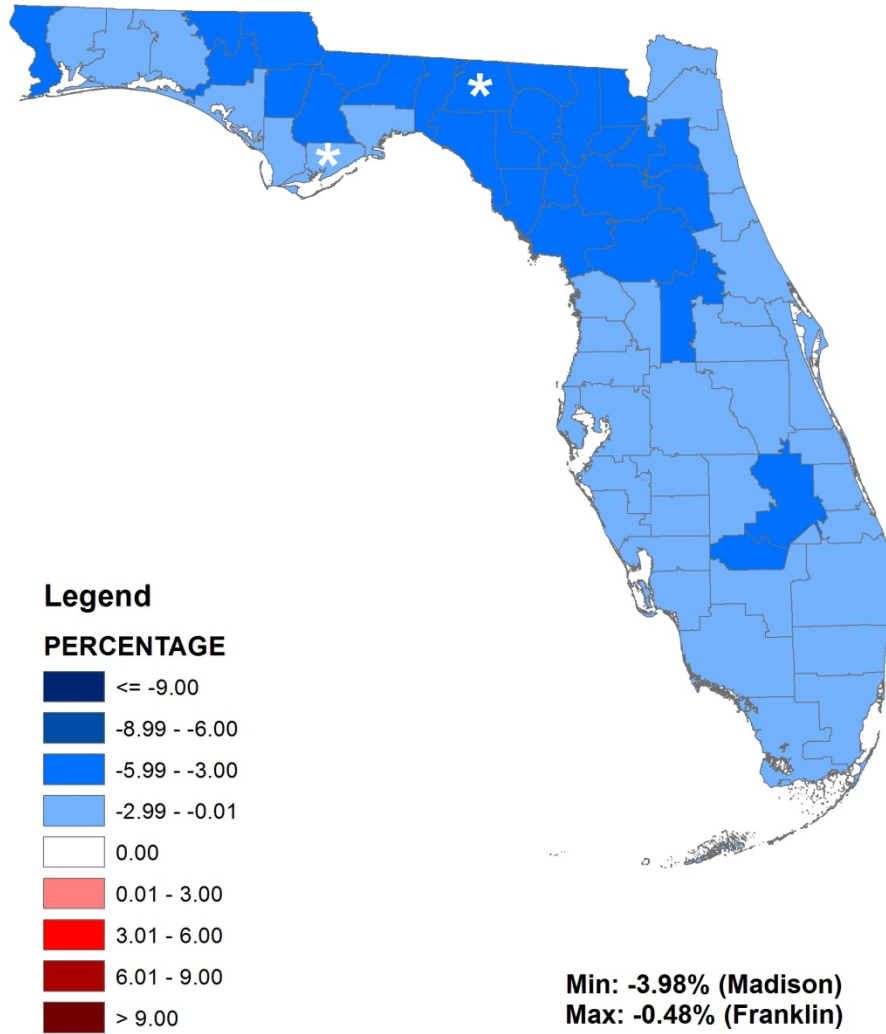 *
*
Legend
PERCENTAGE
<= -9.00
-8.99 - -6.00
-5.99 - -3.00
-2.99 - -0.01
0.00
0.01 - 3.00
3.01 - 6.00
6.01 - 9.00
> 9.00
Min: -3.98% (Madison)
Max: -0.48% (Franklin)